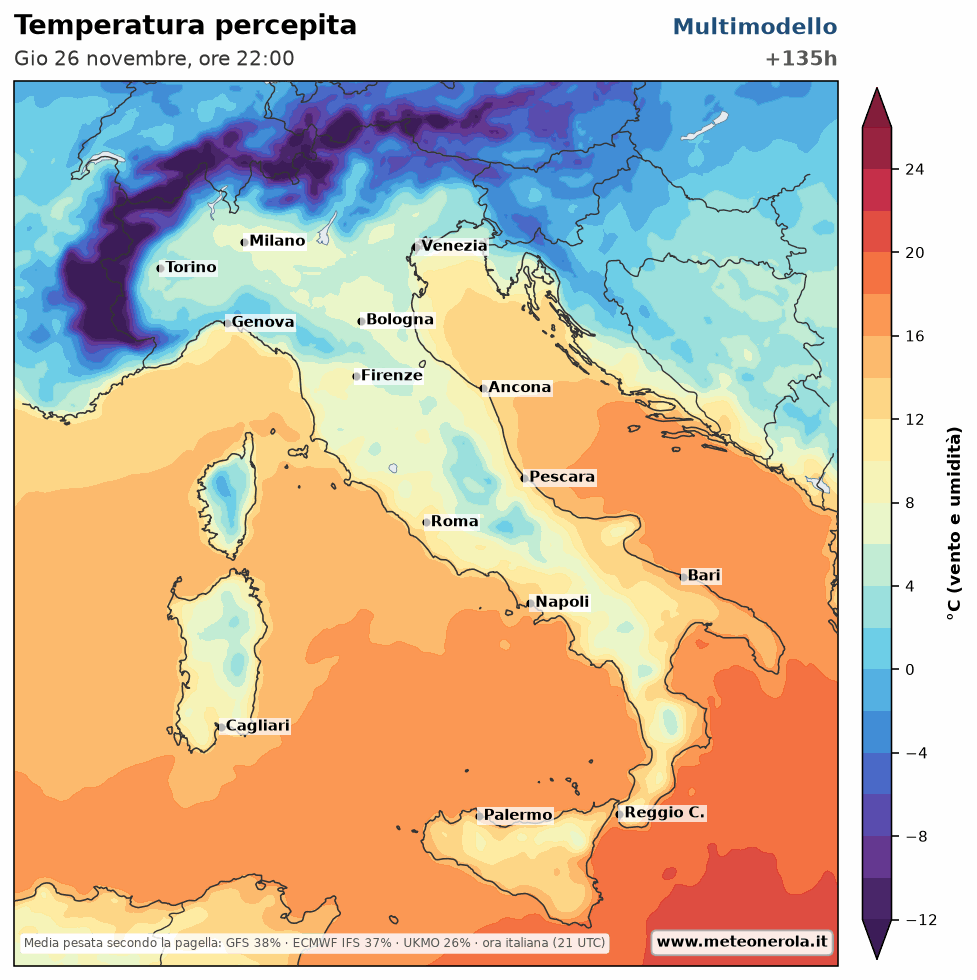 Temperatura percepita
Multimodello
Gio 26 novembre, ore 22:00
+135h
Milano
Venezia
Torino
Genova
Bologna
Firenze
Ancona
Pescara
Roma
Bari
Napoli
Cagliari
Palermo
Reggio C.
24
20
16
12
8
4
0
−4
−8
−12
°C (vento e umidità)
Media pesata secondo la pagella: GFS 38% · ECMWF IFS 37% · UKMO 26% · ora italiana (21 UTC)
www.meteonerola.it